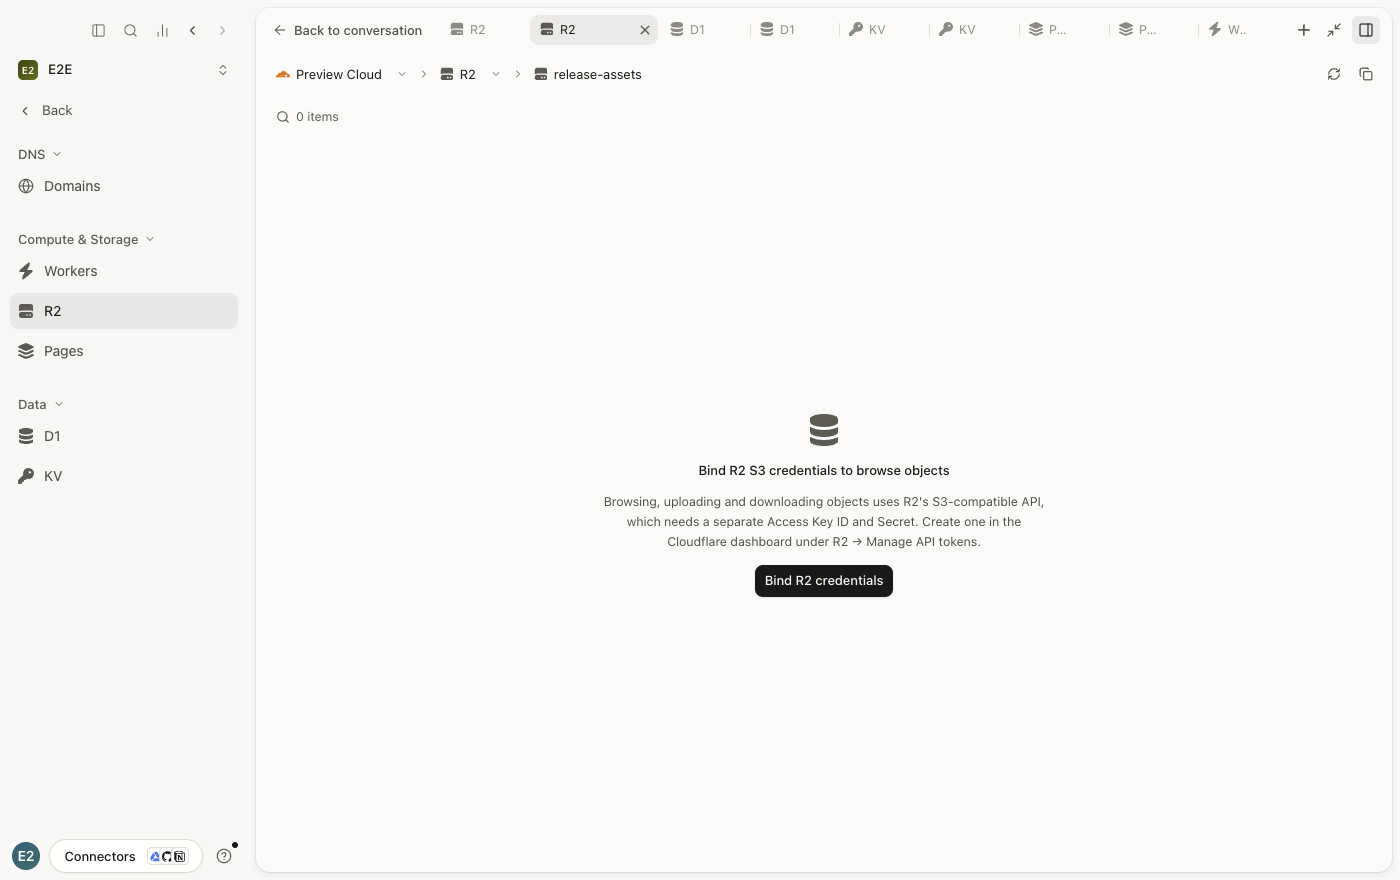 Back to conversation
R2
R2
D1
D1
KV
KV
P...
P...
W..
E2
E2E
Preview Cloud
R2
release-assets
Back
0 items
DNS
Domains
Compute & Storage
Workers
R2
Pages
Data
D1
KV
Bind R2 S3 credentials to browse objects
Browsing, uploading and downloading objects uses R2's S3-compatible API,
which needs a separate Access Key ID and Secret. Create one in the
Cloudflare dashboard under R2 → Manage API tokens.
Bind R2 credentials
E2
Connectors